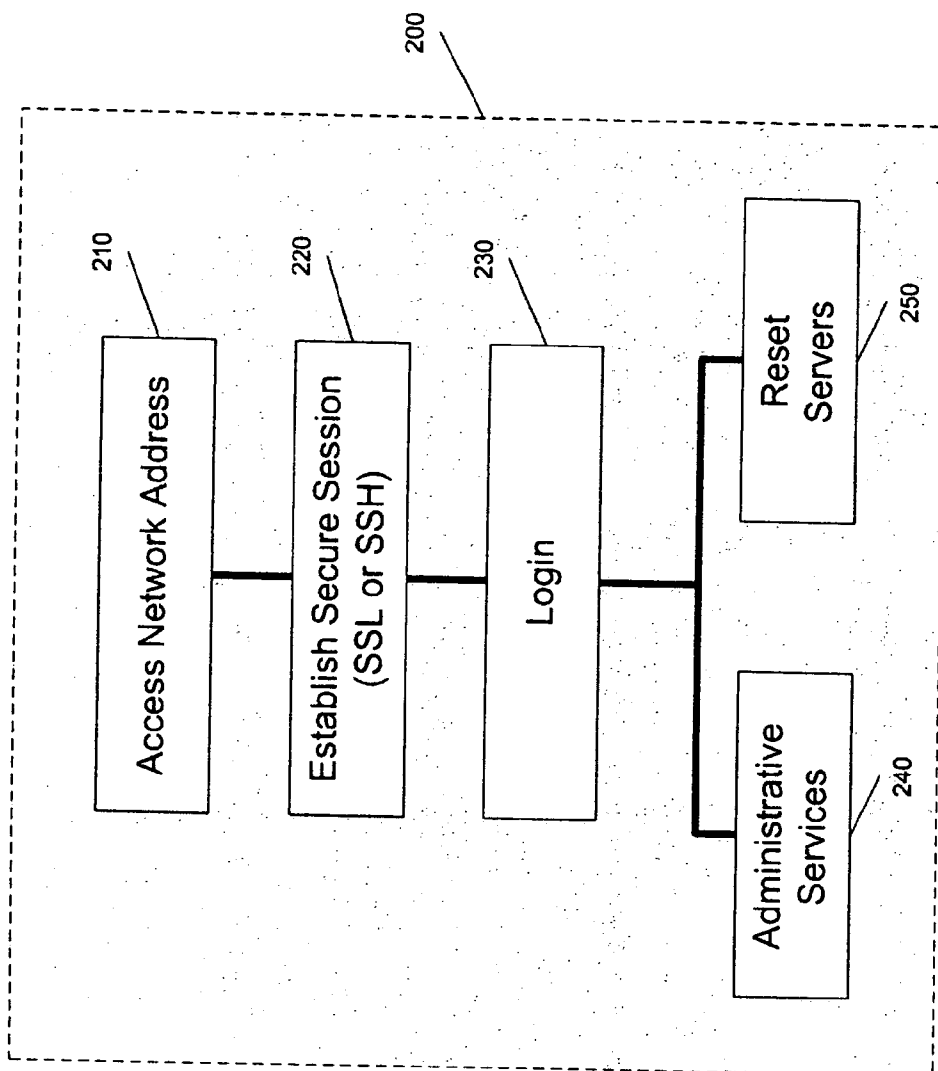 200
Access Network Address
210
Establish Secure Session
(SSL or SSH)
220
Login
230
Administrative
Services
240
Reset
Servers
250